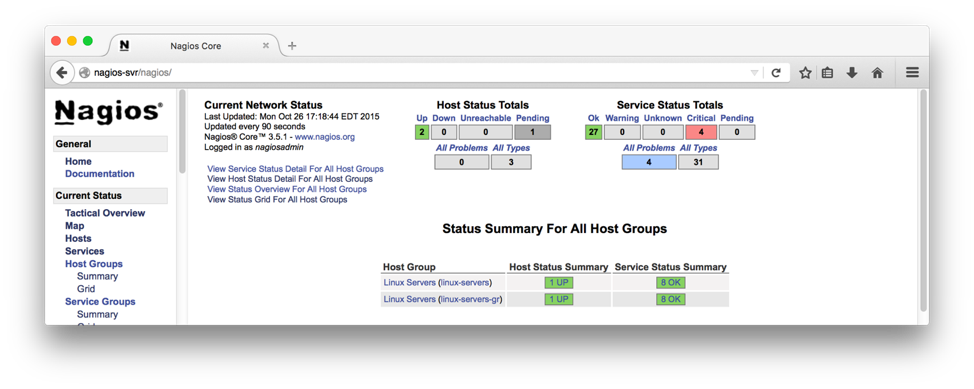 Nagios Core
nagios-svr/nagios/
Nagios®
General
Home
Documentation
Current Status
Tactical Overview
Map
Hosts
Services
Host Groups
Summary
Grid
Service Groups
Summary
Current Network Status
Last Updated: Mon Oct 26 17:18:44 EDT 2015
Updated every 90 seconds
Nagios® Core™ 3.5.1 - www.nagios.org
Logged in as nagiosadmin
View Service Status Detail For All Host Groups
View Host Status Detail For All Host Groups
View Status Overview For All Host Groups
View Status Grid For All Host Groups
Host Status Totals
Up Down Unreachable Pending
2 0 0 1
All Problems All Types
0 3
Service Status Totals
Ok Warning Unknown Critical Pending
27 0 0 4 0
All Problems All Types
4 31
Status Summary For All Host Groups
Host Group Host Status Summary Service Status Summary
Linux Servers (linux-servers) 1 UP 8 OK
Linux Servers (linux-servers-gr) 1 UP 8 OK